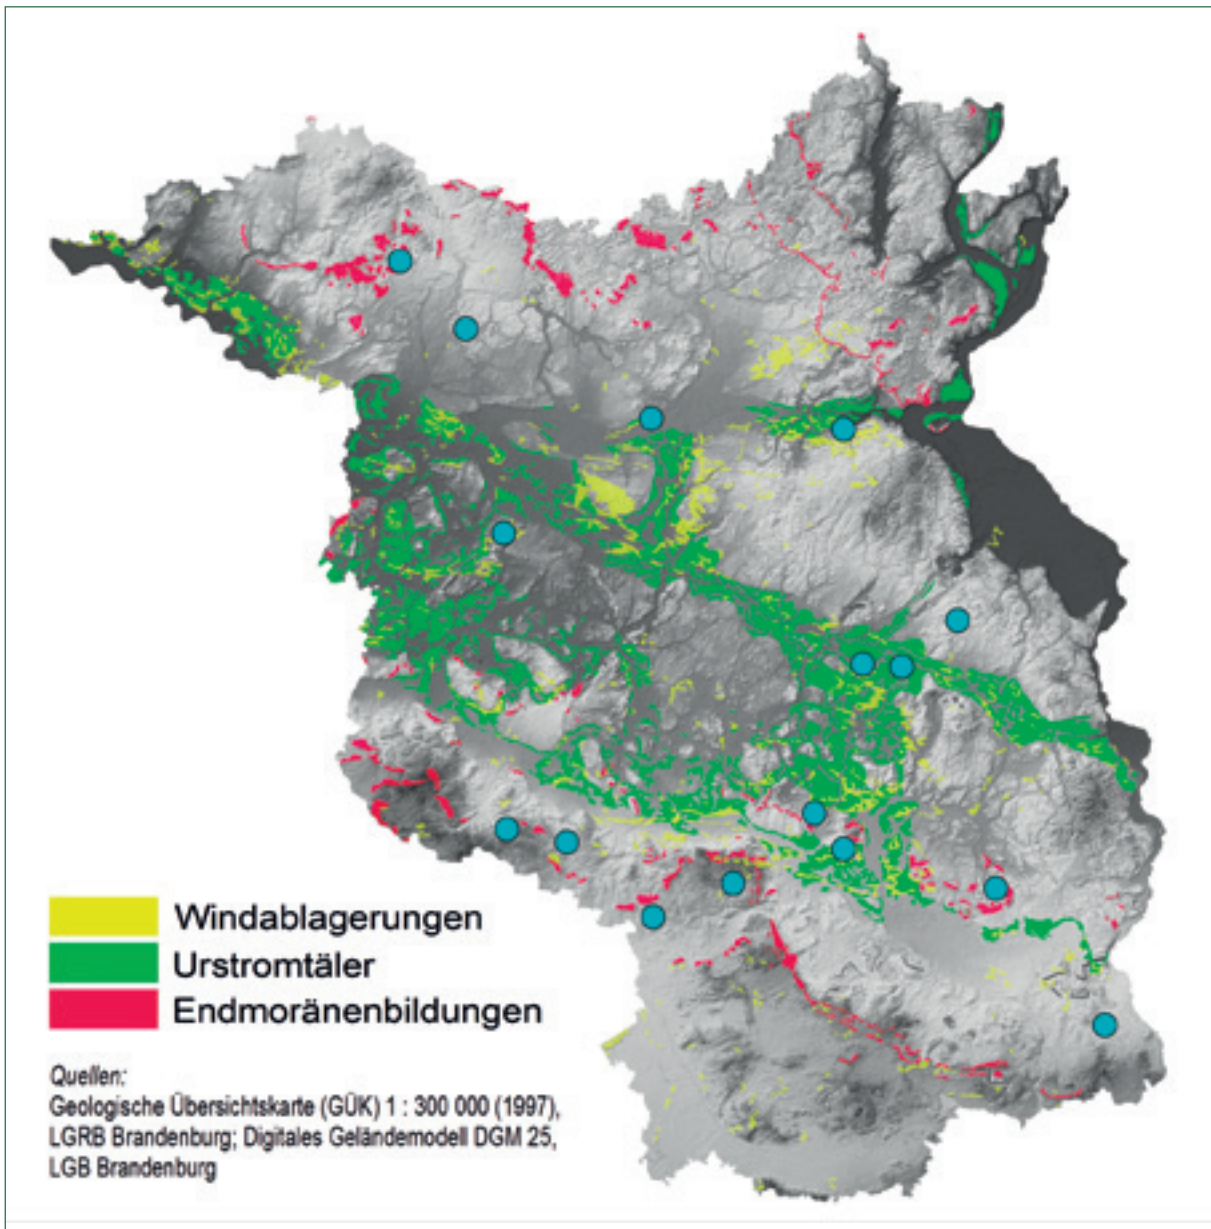 Windablagerungen
Urstromtäler
Endmoränenbildungen
Quellen:
Geologische Übersichtskarte (GÜK) 1 : 300 000 (1997),
LGRB Brandenburg; Digitales Geländemodell DGM 25,
LGB Brandenburg